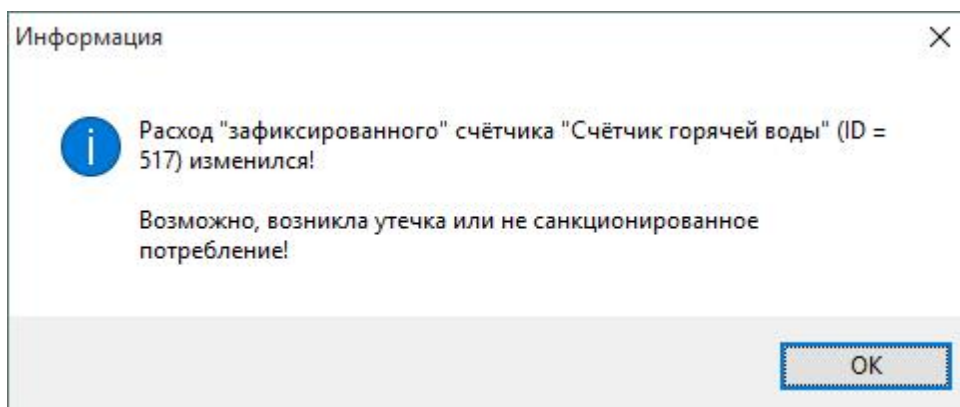 Информация
Расход "зафиксированного" счётчика "Счётчик горячей воды" (ID =
517) изменился!
Возможно, возникла утечка или не санкционированное
потребление!
OK